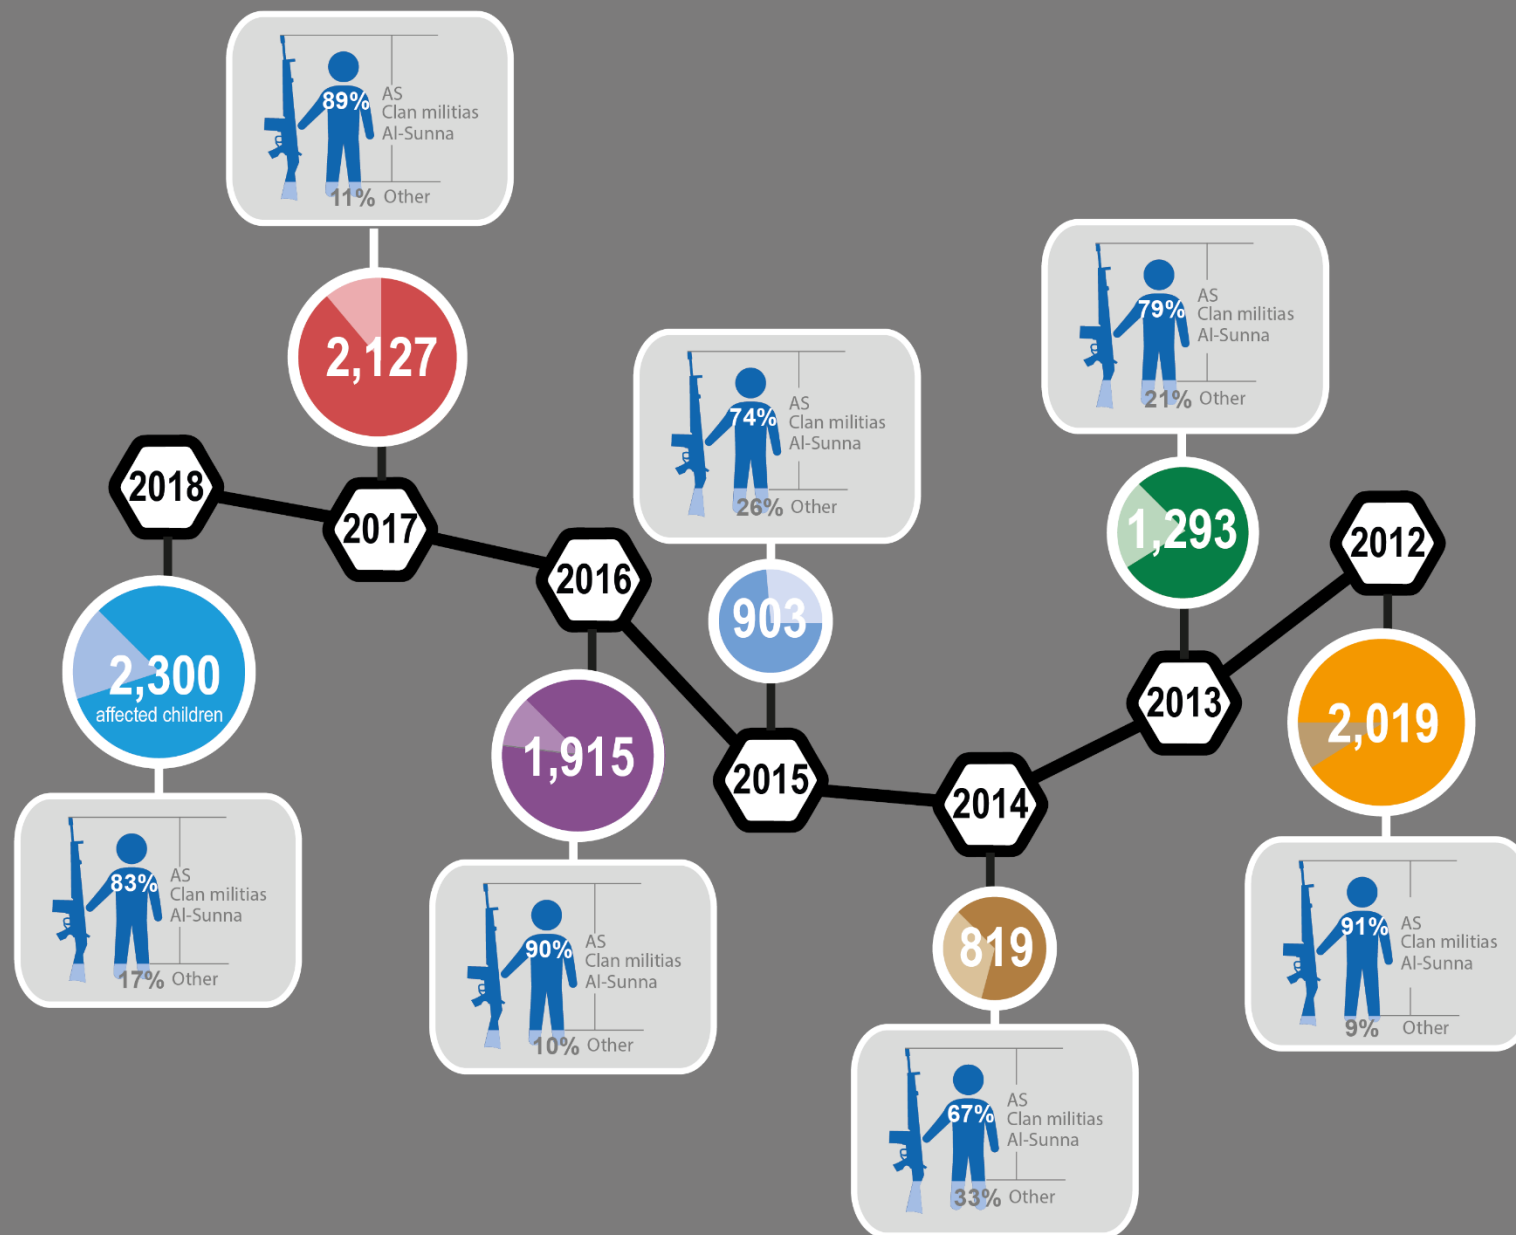 89%
AS
Clan militias
Al-Sunna
11% Other
2,127
2018
2017
2,300
affected children
83%
AS
Clan militias
Al-Sunna
17% Other
2016
1,915
90%
AS
Clan militias
Al-Sunna
10% Other
74%
AS
Clan militias
Al-Sunna
26% Other
903
2015
2014
819
67%
AS
Clan militias
Al-Sunna
33% Other
79%
AS
Clan militias
Al-Sunna
21% Other
1,293
2013
2012
2,019
91%
AS
Clan militias
Al-Sunna
9% Other